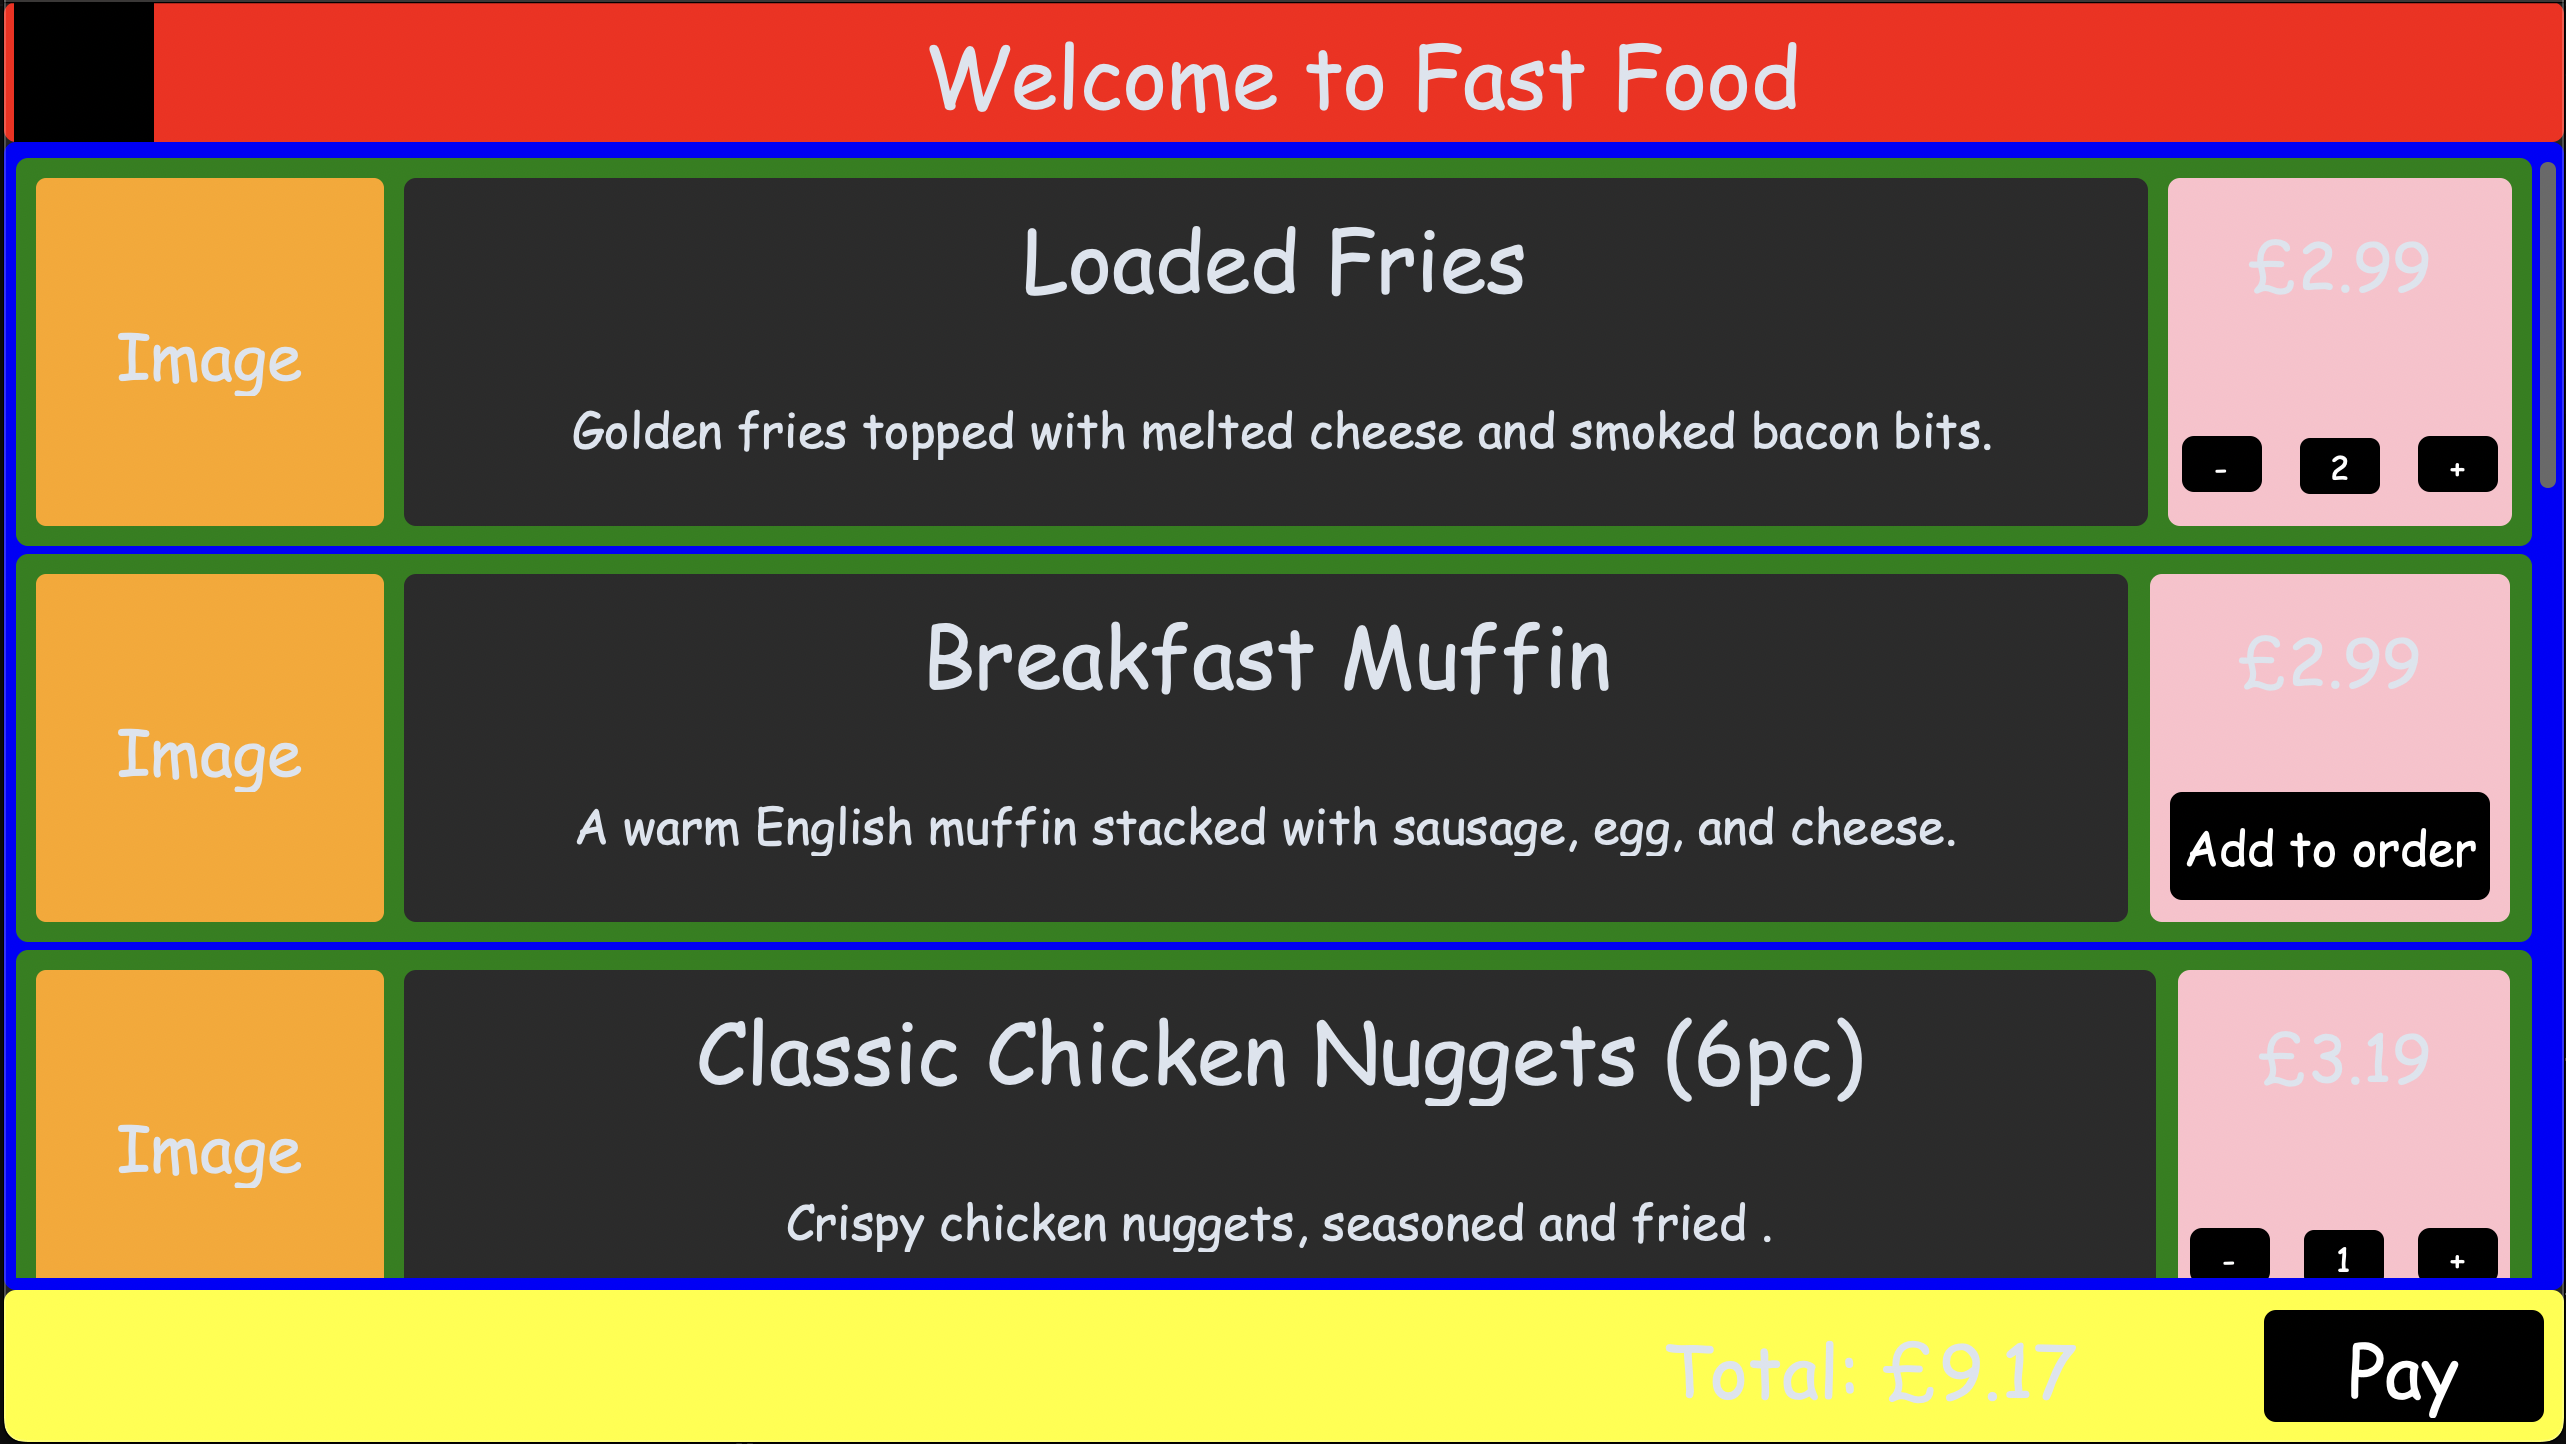 Welcome to Fast Food
Image
Loaded Fries
Golden fries topped with melted cheese and smoked bacon bits.
£2.99
- 2 +
Image
Breakfast Muffin
A warm English muffin stacked with sausage, egg, and cheese.
£2.99
Add to order
Image
Classic Chicken Nuggets (6pc)
Crispy chicken nuggets, seasoned and fried .
£3.19
- 1 +
Total: £9.17
Pay